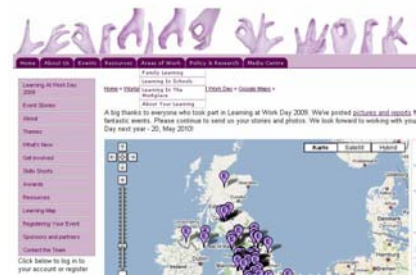 LEARNING AT WORK
Home About Us Events Resources Areas of Work Policy & Research Media Centre
Family Learning
Learning In Schools
Learning In The
Workplace
About Your Learning
Learning At Work Day
2009
Event Stories
About
Themes
What's New
Get involved
Skills Shorts
Awards
Resources
Learning Map
Registering Your Event
Sponsors and partners
Contact the Team
Click below to log in to
your account or register
Home » Work Day » Google Maps »
A big thanks to everyone who took part in Learning at Work Day 2009. We've posted pictures and reports
fantastic events. Please continue to send us your stories and photos. We look forward to working with you
Day next year - 20, May 2010!
Karte Satellit Hybrid
Danmark
Hamburg
Bremen
Ireland